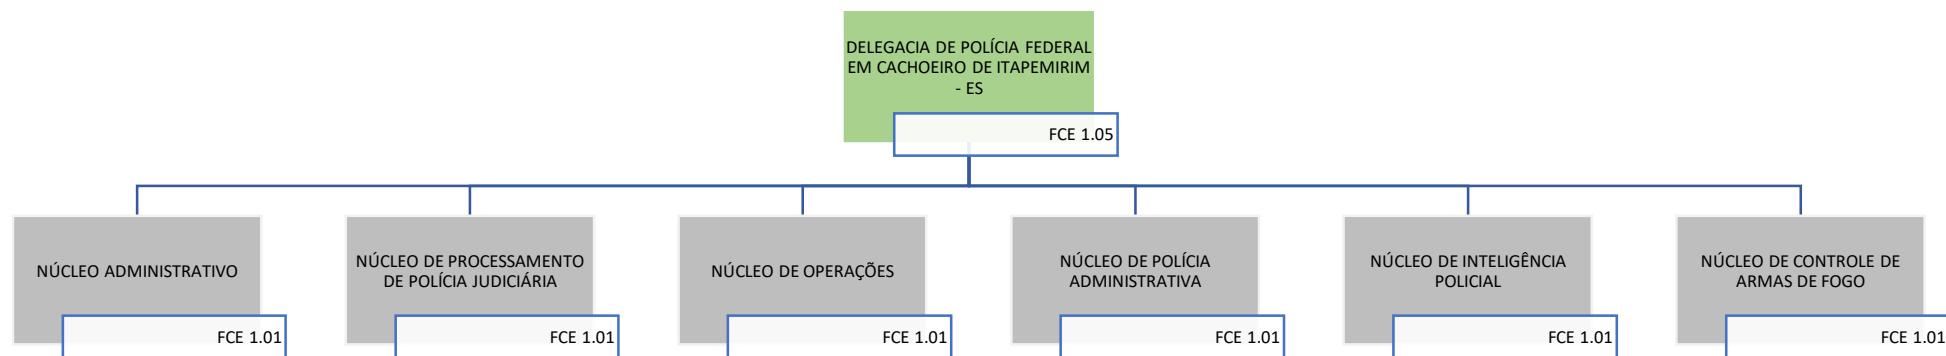 DELEGACIA DE POLÍCIA FEDERAL
EM CACHOEIRO DE ITAPEMIRIM
- ES
FCE 1.05
NÚCLEO ADMINISTRATIVO
FCE 1.01
NÚCLEO DE PROCESSAMENTO
DE POLÍCIA JUDICIÁRIA
FCE 1.01
NÚCLEO DE OPERAÇÕES
FCE 1.01
NÚCLEO DE POLÍCIA
ADMINISTRATIVA
FCE 1.01
NÚCLEO DE INTELIGÊNCIA
POLICIAL
FCE 1.01
NÚCLEO DE CONTROLE DE
ARMAS DE FOGO
FCE 1.01